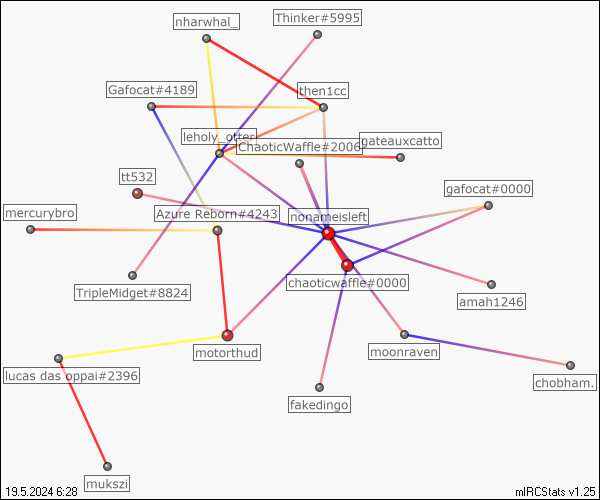 nharwhal_
Thinker#5995
Gafocat#4189
then1cc
leholy_otter
ChaoticWaffle#2006
gateauxcatto
tt532
gafocat#0000
mercurybro
Azure Reborn#4243
nonameisleft
TripleMidget#8824
chaoticwaffle#0000
amah1246
motorthud
moonraven
lucas das oppai#2396
chobham.
fakedingo
mukszi
19.5.2024 6:28
mIRCStats v1.25